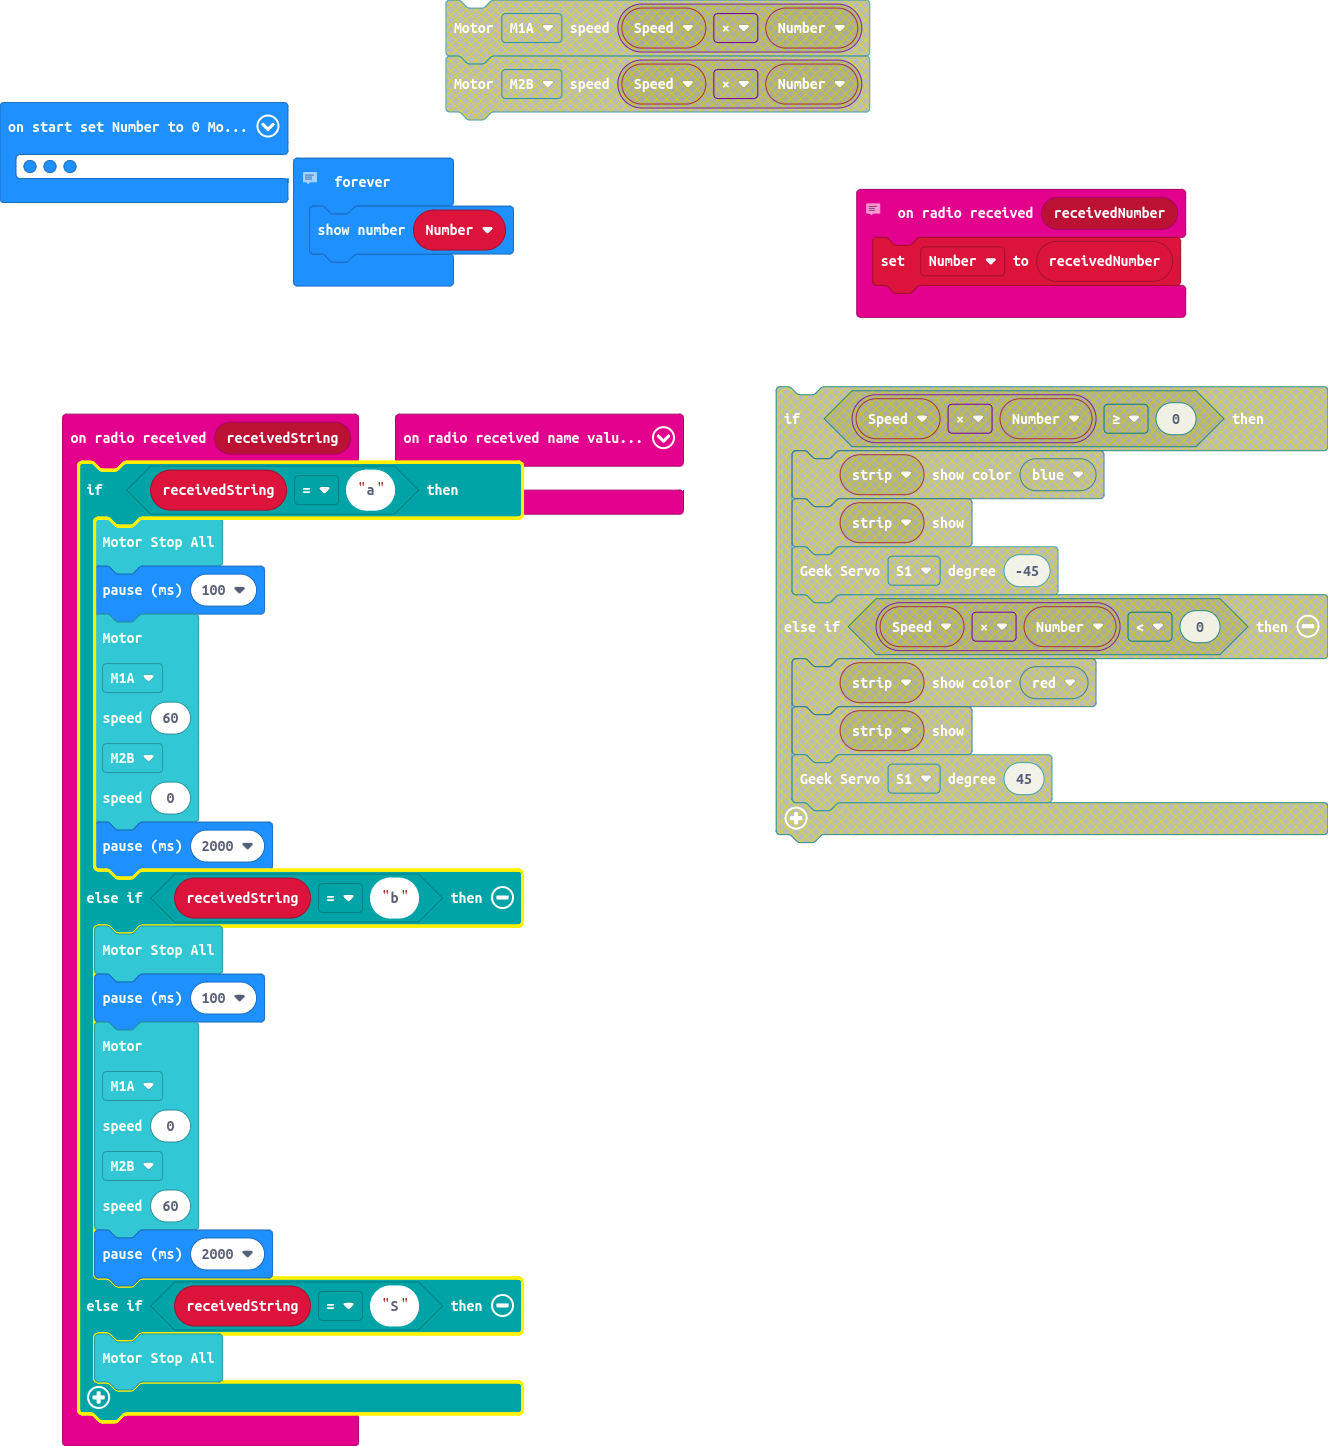 Motor M1A speed Speed × Number
Motor M2B speed Speed × Number
on start set Number to 0 Mo...
forever
show number Number
on radio received receivedNumber
set Number to receivedNumber
on radio received receivedString
if receivedString = "a" then
Motor Stop All
pause (ms) 100
Motor
M1A
speed 60
M2B
speed 0
pause (ms) 2000
else if receivedString = "b" then
Motor Stop All
pause (ms) 100
Motor
M1A
speed 0
M2B
speed 60
pause (ms) 2000
else if receivedString = "S" then
Motor Stop All
on radio received name valu...
if Speed × Number ≥ 0 then
strip show color blue
strip show
Geek Servo S1 degree -45
else if Speed × Number < 0 then
strip show color red
strip show
Geek Servo S1 degree 45